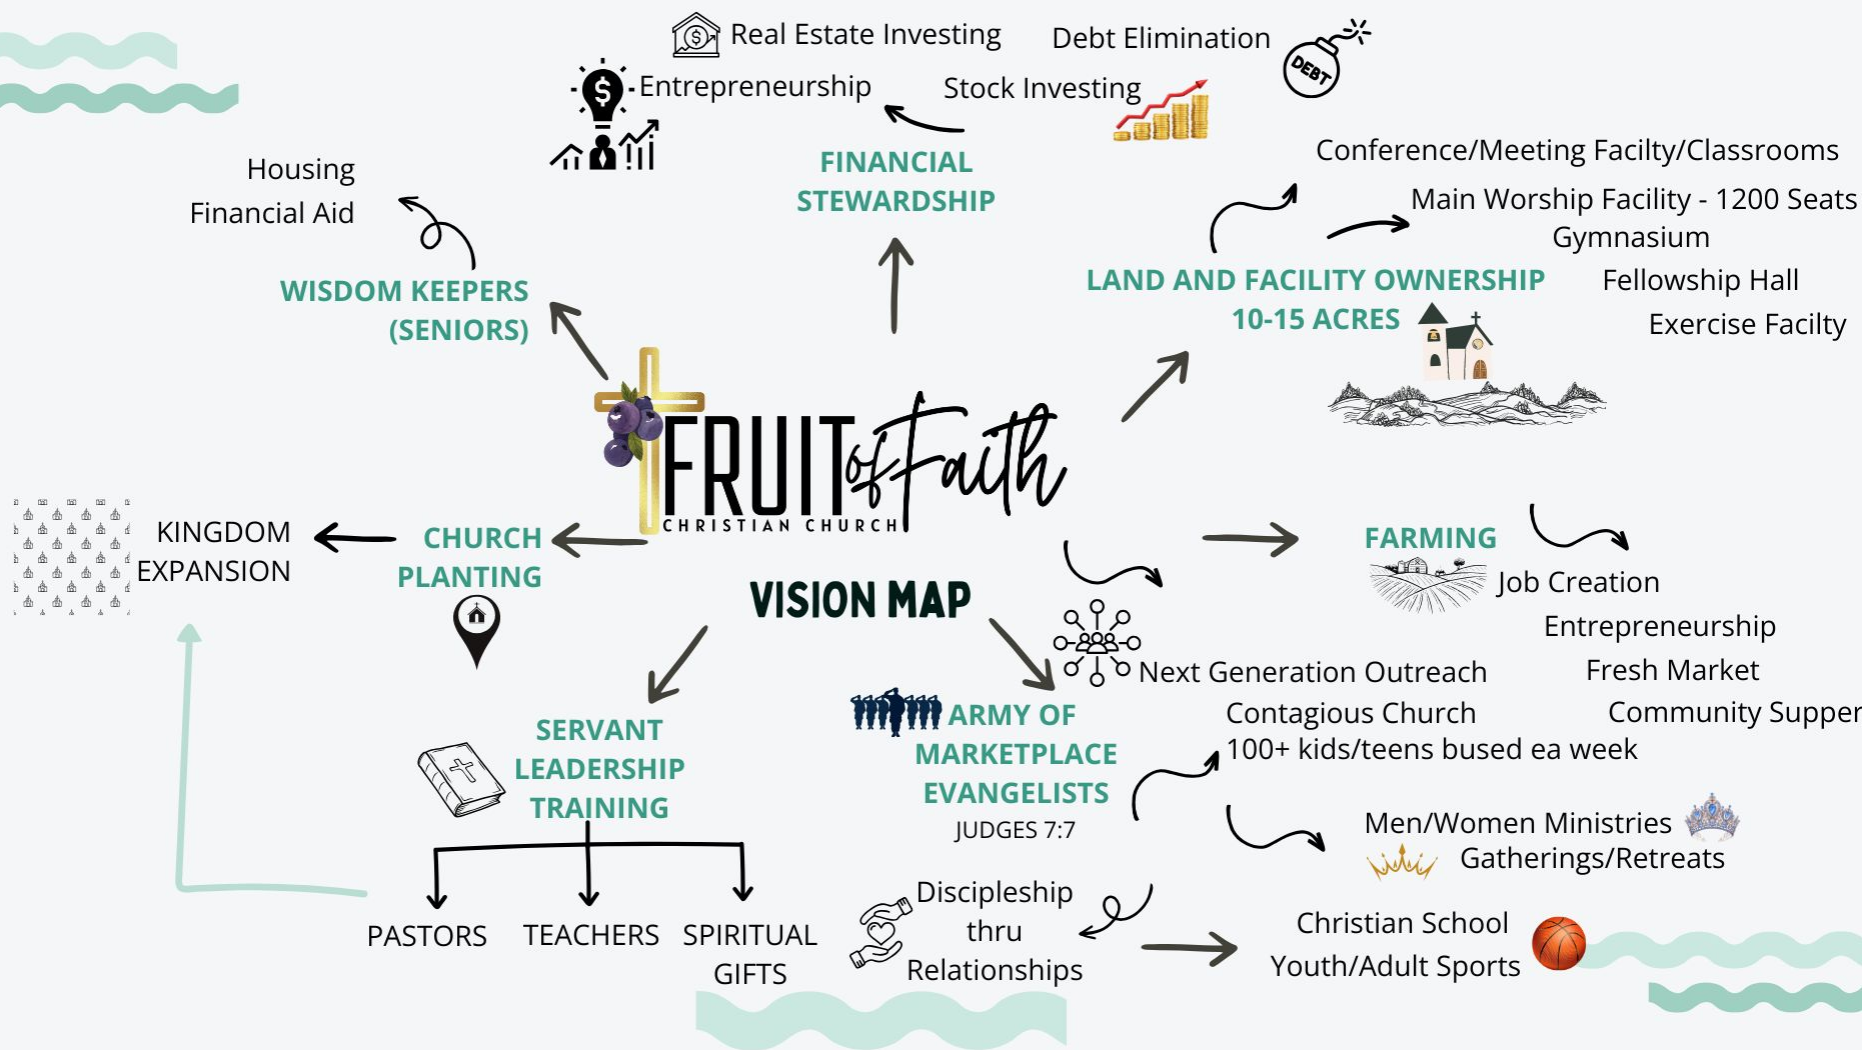 Real Estate Investing
Debt Elimination
DEBT
Entrepreneurship
Stock Investing
FINANCIAL
STEWARDSHIP
Housing
Financial Aid
WISDOM KEEPERS
(SENIORS)
Conference/Meeting Facilty/Classrooms
Main Worship Facility - 1200 Seats
Gymnasium
Fellowship Hall
Exercise Facilty
LAND AND FACILITY OWNERSHIP
10-15 ACRES
FRUIT of Faith
CHRISTIAN CHURCH
VISION MAP
KINGDOM
EXPANSION
CHURCH
PLANTING
FARMING
Job Creation
Entrepreneurship
Fresh Market
Community Supper
Next Generation Outreach
Contagious Church
100+ kids/teens bused ea week
SERVANT
LEADERSHIP
TRAINING
PASTORS
TEACHERS
SPIRITUAL
GIFTS
ARMY OF
MARKETPLACE
EVANGELISTS
JUDGES 7:7
Men/Women Ministries
Gatherings/Retreats
Discipleship
thru
Relationships
Christian School
Youth/Adult Sports